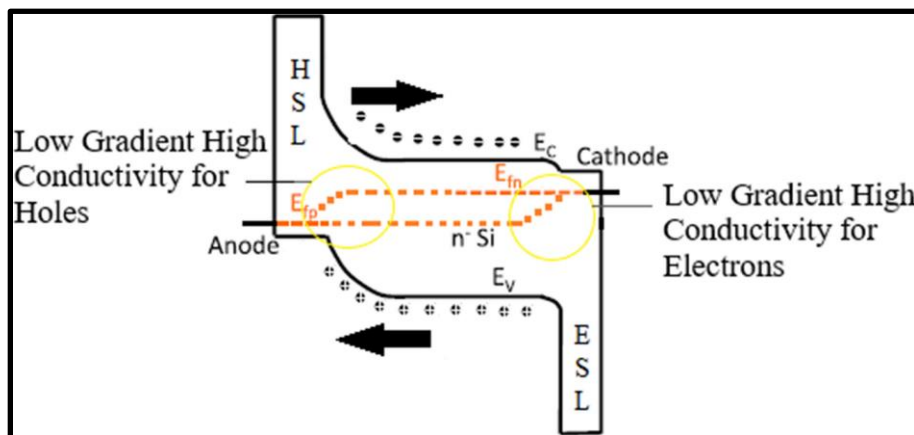 H
S
L
Low Gradient High
Conductivity for
Holes
E_C
Cathode
E_fn
E_fp
Low Gradient High
Conductivity for
Electrons
Anode
n⁻ Si
E_V
E
S
L